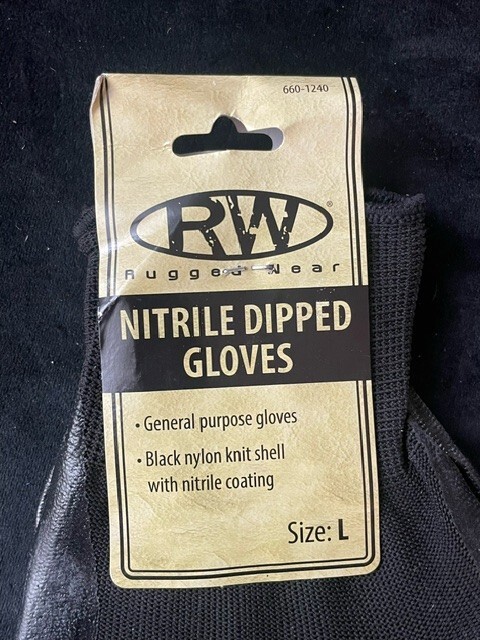 660-1240
RW®
Rugged Wear
NITRILE DIPPED
GLOVES
• General purpose gloves
• Black nylon knit shell
with nitrile coating
Size: L